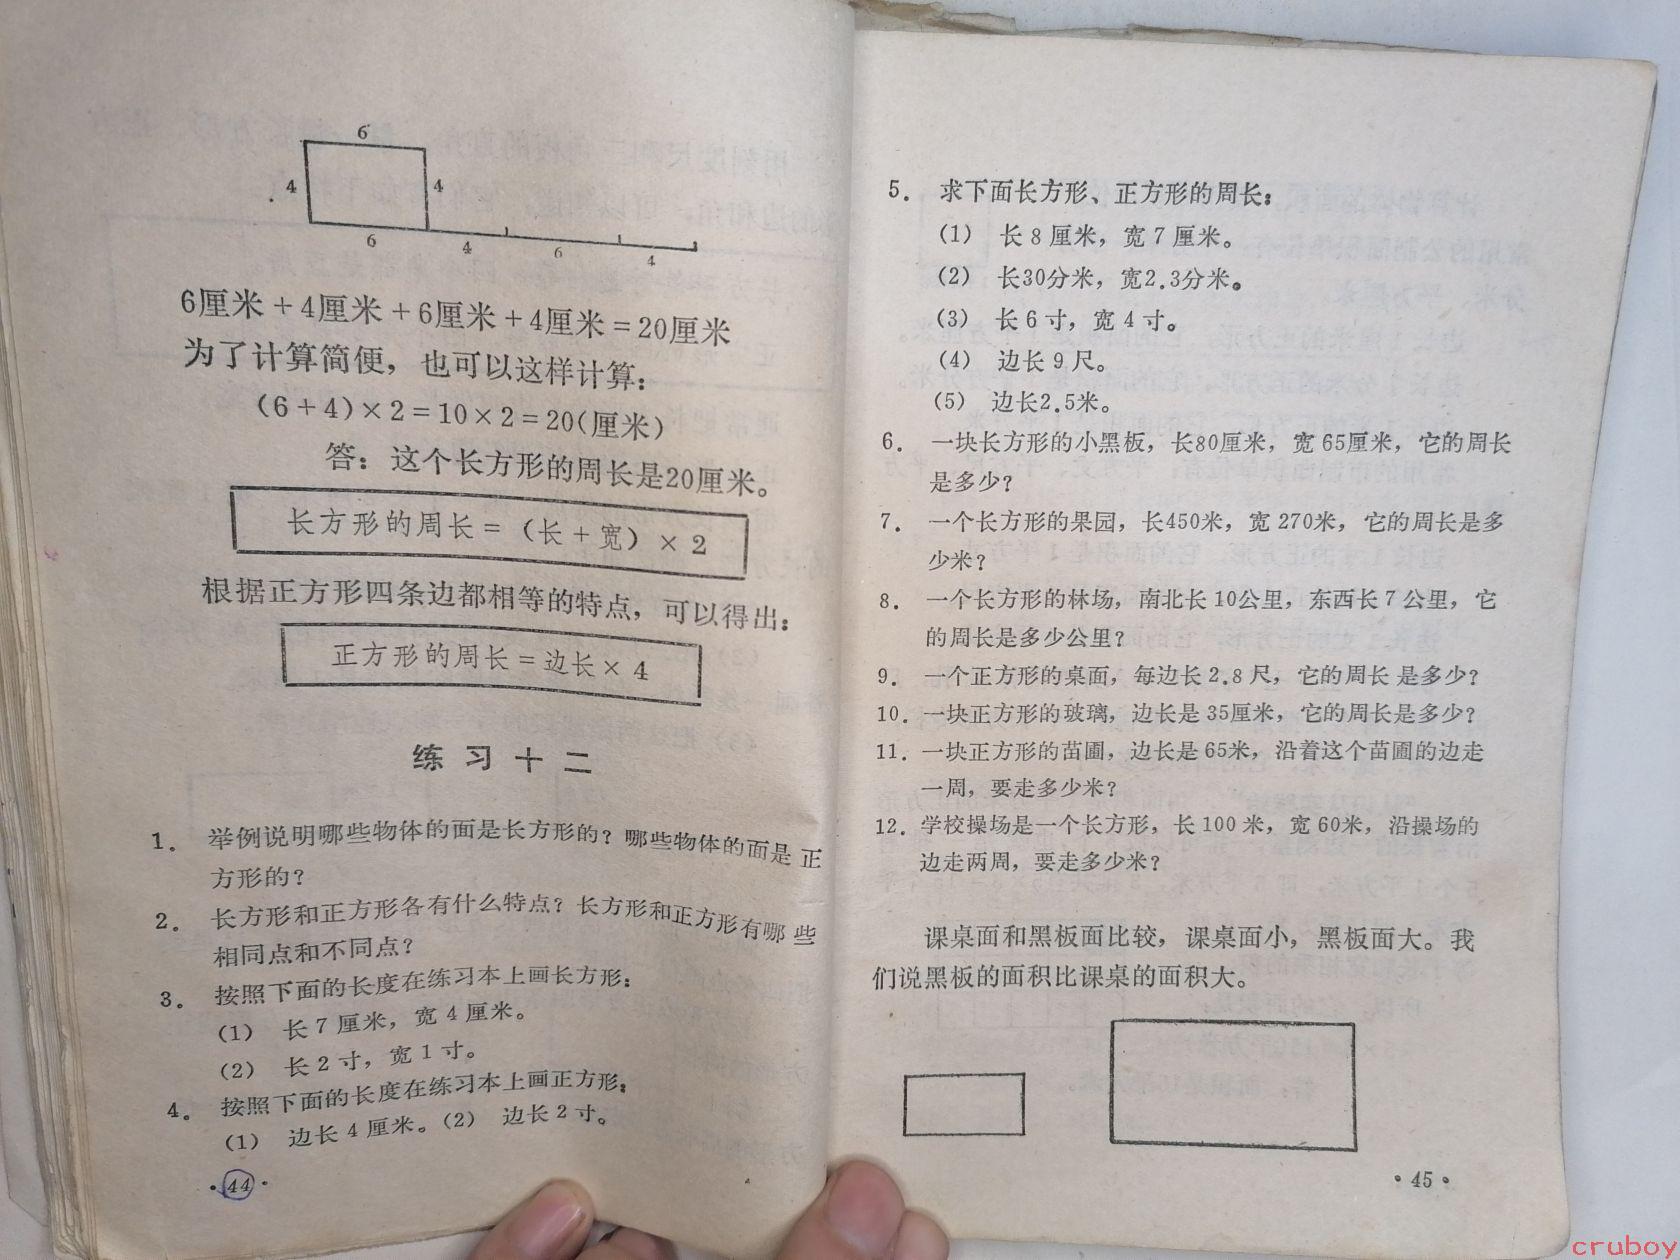 6
4
4
6
4
6
4
6厘米+4厘米+6厘米+4厘米=20厘米
为了计算简便，也可以这样计算：
(6+4)×2=10×2=20(厘米)
答：这个长方形的周长是20厘米。
长方形的周长=（长+宽）×2
根据正方形四条边都相等的特点，可以得出：
正方形的周长=边长×4
练习十二
1。 举例说明哪些物体的面是长方形的？哪些物体的面是正
方形的？
2。 长方形和正方形各有什么特点？长方形和正方形有哪些
相同点和不同点？
3。 按照下面的长度在练习本上画长方形：
(1) 长7厘米，宽4厘米。
(2) 长2寸，宽1寸。
4。 按照下面的长度在练习本上画正方形：
(1) 边长4厘米。(2) 边长2寸。
·44·
5． 求下面长方形、正方形的周长：
(1) 长8厘米，宽7厘米。
(2) 长30分米，宽2.3分米。
(3) 长6寸，宽4寸。
(4) 边长9尺。
(5) 边长2.5米。
6． 一块长方形的小黑板，长80厘米，宽65厘米，它的周长
是多少？
7． 一个长方形的果园，长450米，宽270米，它的周长是多
少米？
8． 一个长方形的林场，南北长10公里，东西长7公里，它
的周长是多少公里？
9． 一个正方形的桌面，每边长2.8尺，它的周长是多少？
10．一块正方形的玻璃，边长是35厘米，它的周长是多少？
11．一块正方形的苗圃，边长是65米，沿着这个苗圃的边走
一周，要走多少米？
12．学校操场是一个长方形，长100米，宽60米，沿操场的
边走两周，要走多少米？
课桌面和黑板面比较，课桌面小，黑板面大。我
们说黑板的面积比课桌的面积大。
·45·
cruboy